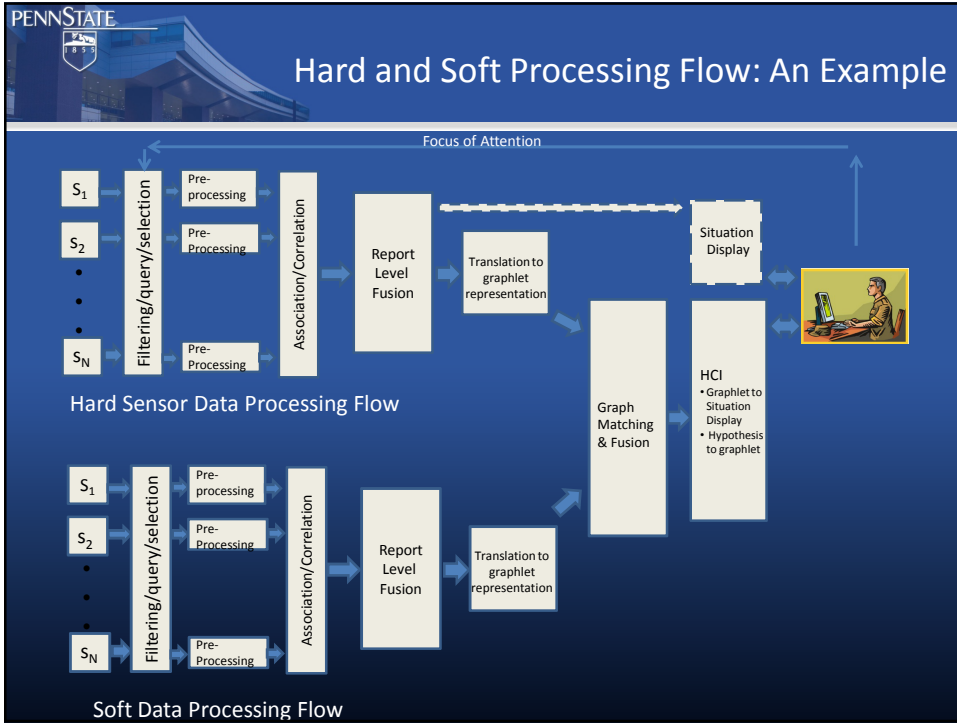 PENNSTATE
1855
Hard and Soft Processing Flow: An Example
Focus of Attention
S1
S2
SN
Filtering/query/selection
Pre-
processing
Pre-
Processing
Pre-
Processing
Association/Correlation
Report
Level
Fusion
Translation to
graphlet
representation
Situation
Display
Hard Sensor Data Processing Flow
Graph
Matching
& Fusion
HCI
• Graphlet to
Situation
Display
• Hypothesis
to graphlet
S1
S2
SN
Filtering/query/selection
Pre-
processing
Pre-
Processing
Pre-
Processing
Association/Correlation
Report
Level
Fusion
Translation to
graphlet
representation
Soft Data Processing Flow